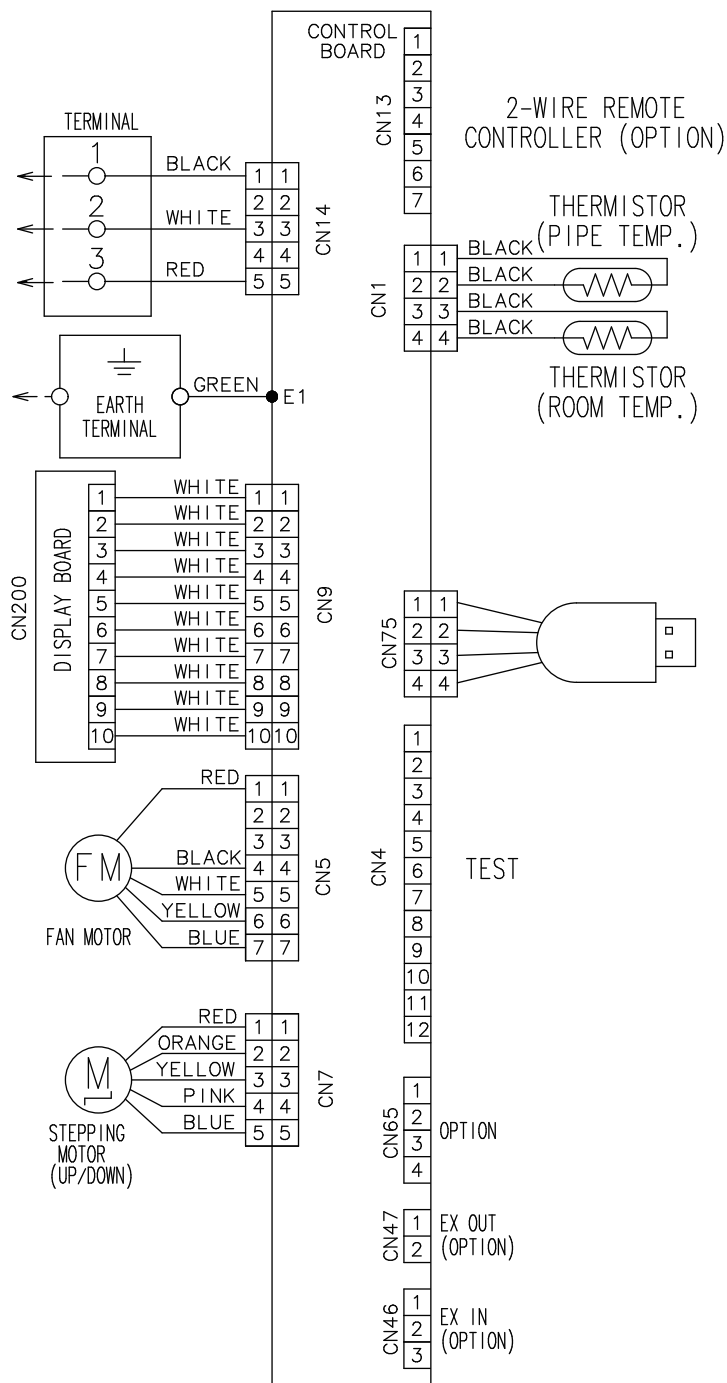 CONTROL
BOARD
CN13
1
2
3
4
5
6
7
2-WIRE REMOTE
CONTROLLER (OPTION)
TERMINAL
1
2
3
BLACK
WHITE
RED
1 1
2 2
3 3
4 4
5 5
CN14
THERMISTOR
(PIPE TEMP.)
CN1
1 1
2 2
3 3
4 4
BLACK
BLACK
BLACK
BLACK
THERMISTOR
(ROOM TEMP.)
EARTH
TERMINAL
GREEN
E1
CN200
DISPLAY BOARD
1
2
3
4
5
6
7
8
9
10
WHITE
WHITE
WHITE
WHITE
WHITE
WHITE
WHITE
WHITE
WHITE
WHITE
1 1
2 2
3 3
4 4
5 5
6 6
7 7
8 8
9 9
10 10
CN9
CN75
1 1
2 2
3 3
4 4
FM
FAN MOTOR
RED
BLACK
WHITE
YELLOW
BLUE
1 1
2 2
3 3
4 4
5 5
6 6
7 7
CN5
CN4
1
2
3
4
5
6
7
8
9
10
11
12
TEST
M
STEPPING
MOTOR
(UP/DOWN)
RED
ORANGE
YELLOW
PINK
BLUE
1 1
2 2
3 3
4 4
5 5
CN7
CN65
1
2
3
4
OPTION
CN47
1
2
EX OUT
(OPTION)
CN46
1
2
3
EX IN
(OPTION)